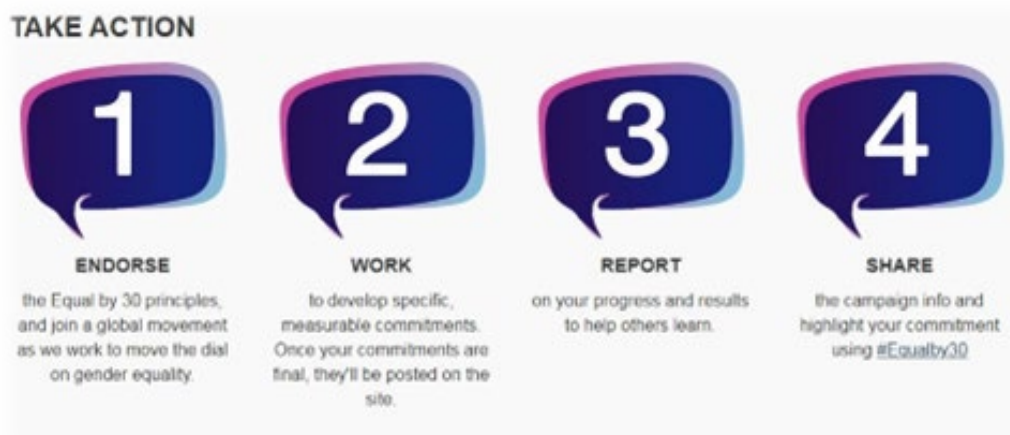 TAKE ACTION
1
2
3
4
ENDORSE
the Equal by 30 principles,
and join a global movement
as we work to move the dial
on gender equality.
WORK
to develop specific,
measurable commitments.
Once your commitments are
final, they'll be posted on the
site.
REPORT
on your progress and results
to help others learn.
SHARE
the campaign info and
highlight your commitment
using #Equalby30